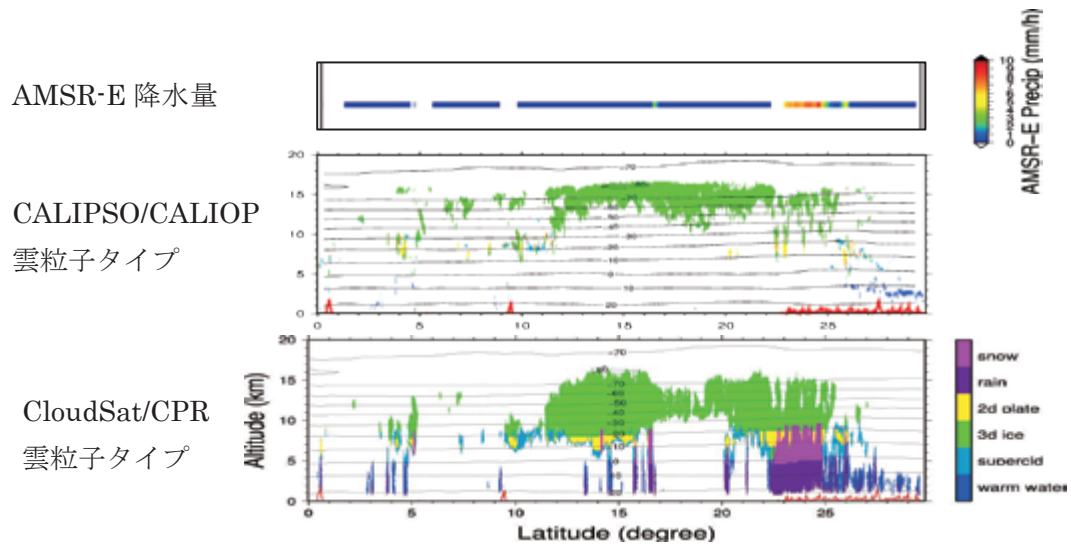 AMSR-E 降水量
AMSR-E Precip (mm/h)
20
15
10
5
0
CALIPSO/CALIOP
雲粒子タイプ
0 5 10 15 20 25
20
15
10
5
0
Altitude (km)
CloudSat/CPR
雲粒子タイプ
-70
0 5 10 15 20 25
Latitude (degree)
snow
rain
2d plate
3d ice
supercld
warm water